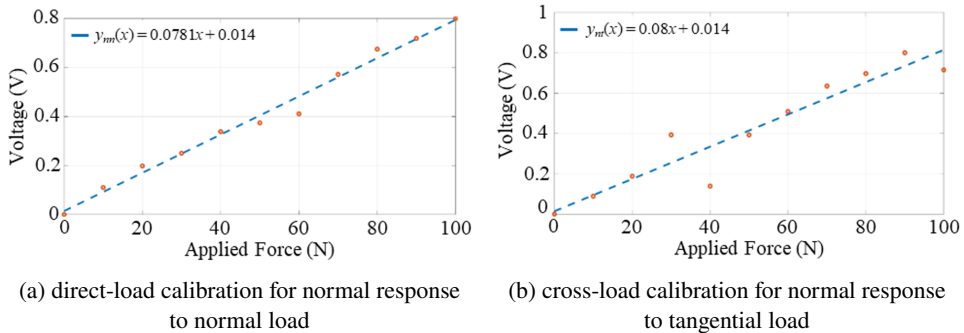 y_nn(x) = 0.0781x + 0.014
Voltage (V)
0.8
0.6
0.4
0.2
0
0 20 40 60 80 100
Applied Force (N)
(a) direct-load calibration for normal response
to normal load
y_nt(x) = 0.08x + 0.014
Voltage (V)
1
0.8
0.6
0.4
0.2
0
0 20 40 60 80 100
Applied Force (N)
(b) cross-load calibration for normal response
to tangential load